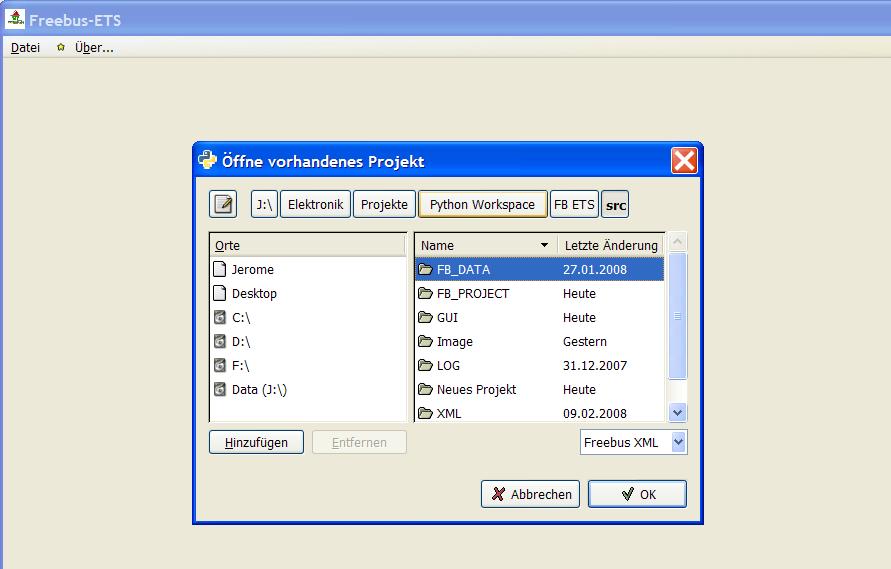 Freebus-ETS
Datei Über...
Öffne vorhandenes Projekt
J:\ Elektronik Projekte Python Workspace FB ETS src
Orte
Jerome
Desktop
C:\
D:\
F:\
Data (J:\)
Name Letzte Änderung
FB_DATA 27.01.2008
FB_PROJECT Heute
GUI Heute
Image Gestern
LOG 31.12.2007
Neues Projekt Heute
XML 09.02.2008
Hinzufügen Entfernen Freebus XML
Abbrechen OK